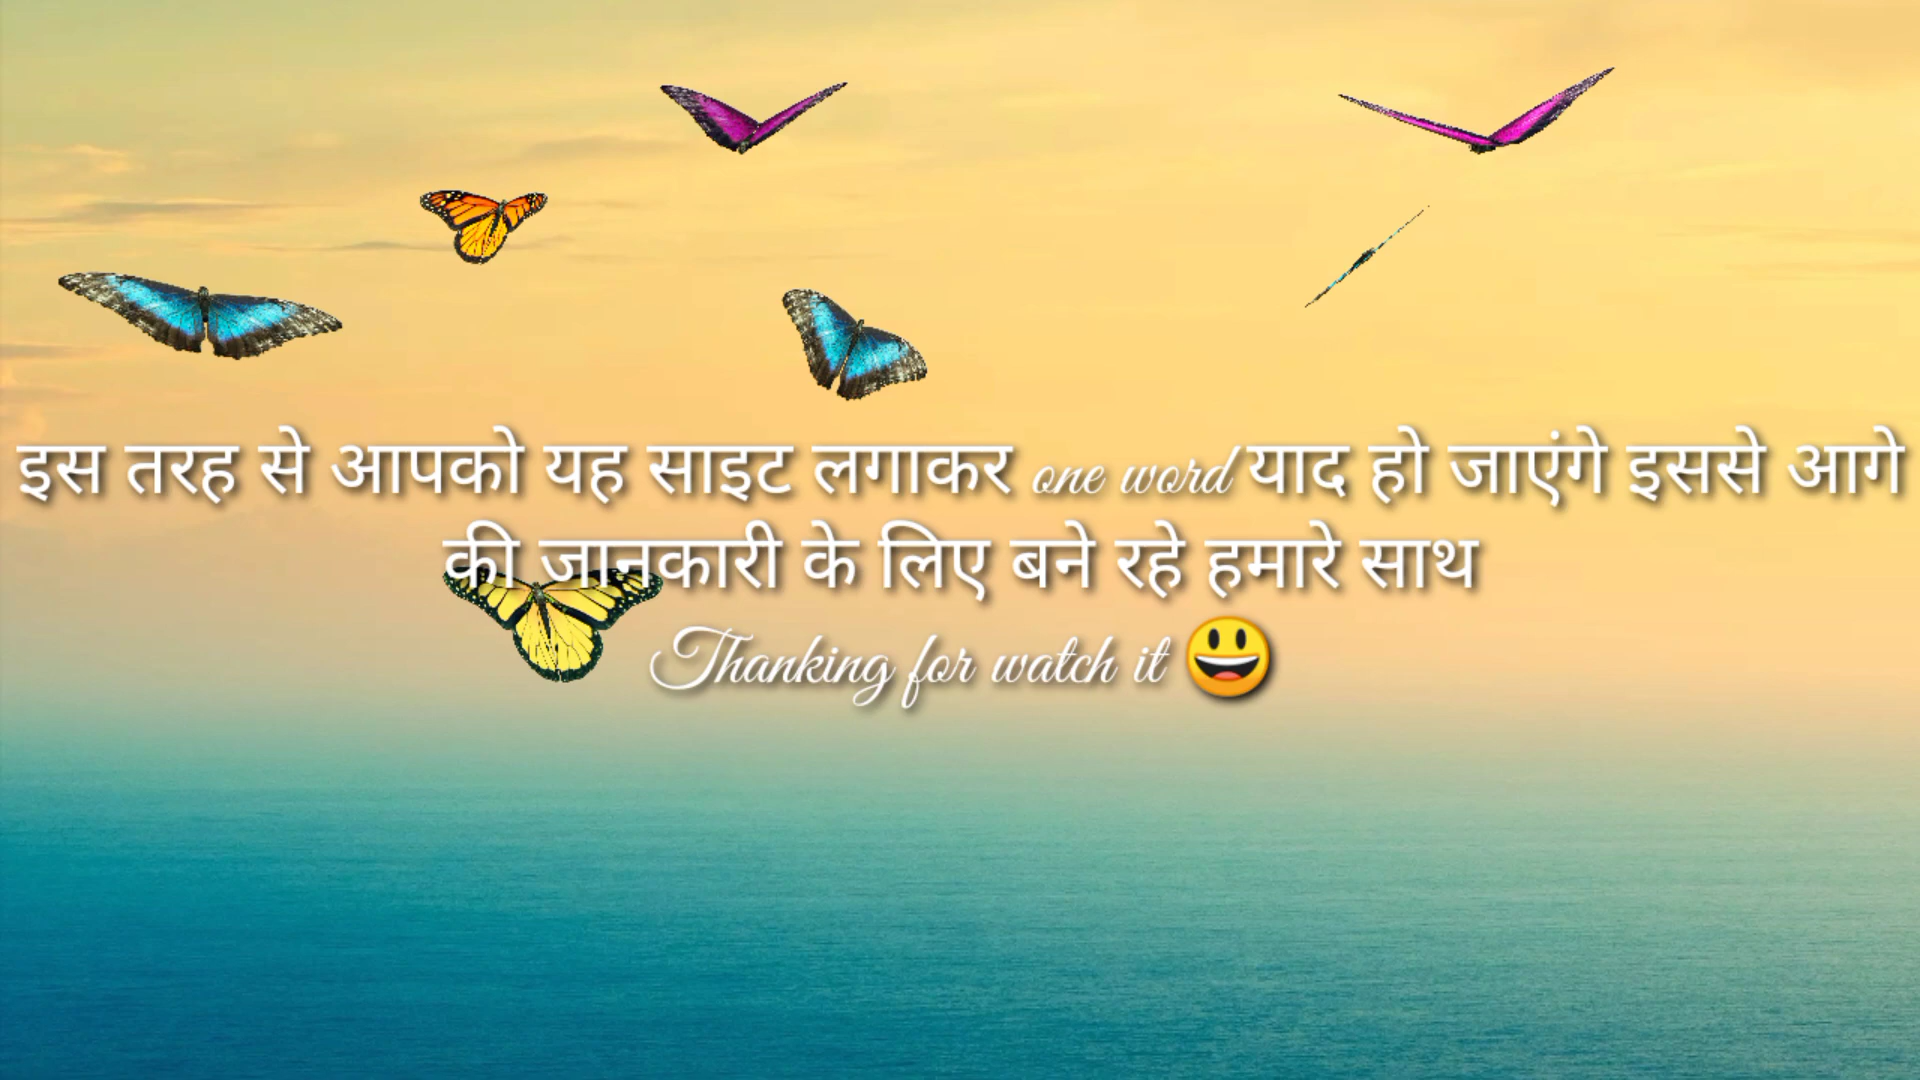 इस तरह से आपको यह साइट लगाकर one word याद हो जाएंगे इससे आगे
की जानकारी के लिए बने रहे हमारे साथ
Thanking for watch it 😃